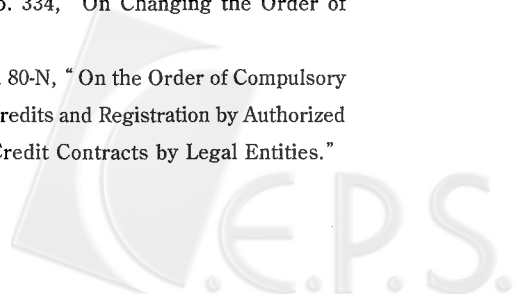 o. 334, "On Changing the Order of
. 80-N, "On the Order of Compulsory
redits and Registration by Authorized
Credit Contracts by Legal Entities."
C.E.P.S.